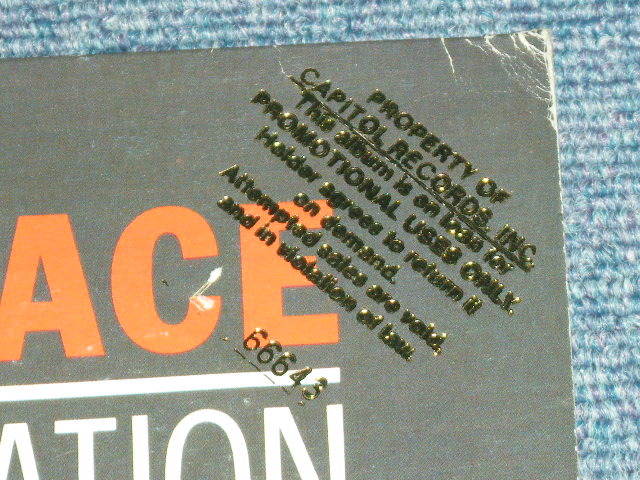 PROPERTY OF
CAPITOL RECORDS, INC.
This album is on loan for
PROMOTIONAL USES ONLY.
Holder agrees to return it
on demand.
Attempted sales are void,
and in violation of law.
66643
ACE
ATION